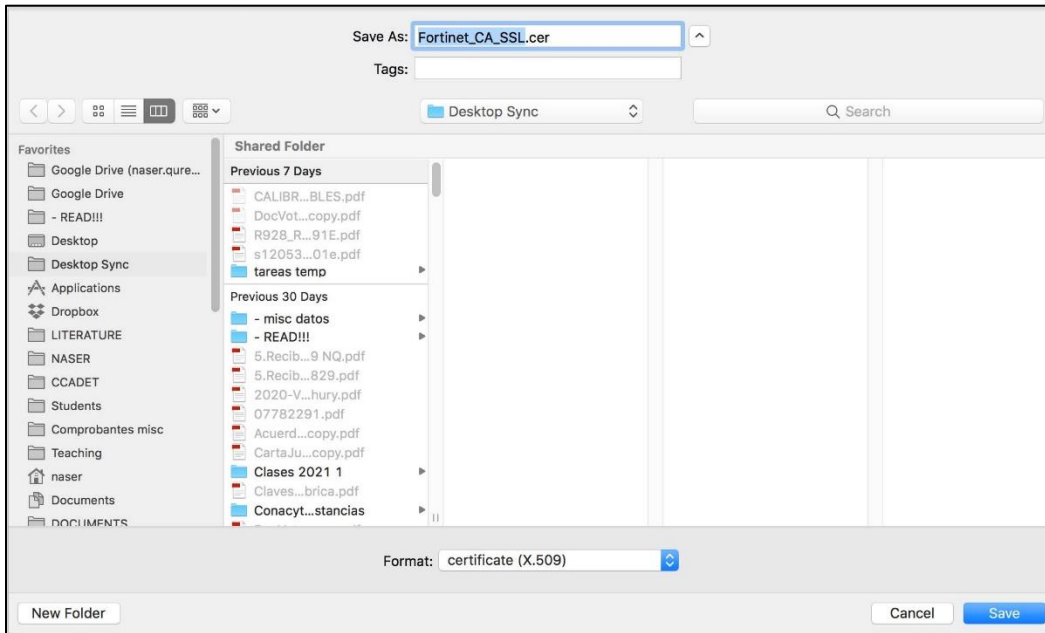 Save As: Fortinet_CA_SSL.cer
Tags:
Desktop Sync
Search
Favorites
Google Drive (naser.qure...
Google Drive
- READ!!!
Desktop
Desktop Sync
Applications
Dropbox
LITERATURE
NASER
CCADET
Students
Comprobantes misc
Teaching
naser
Documents
DOCUMENTS
Shared Folder
Previous 7 Days
CALIBR...BLES.pdf
DocVot...copy.pdf
R928_R...91E.pdf
s12053...01e.pdf
tareas temp
Previous 30 Days
- misc datos
- READ!!!
5.Recib...9 NQ.pdf
5.Recib...829.pdf
2020-V...hury.pdf
07782291.pdf
Acuerd...copy.pdf
CartaJu...copy.pdf
Clases 2021 1
Claves...brica.pdf
Conacyt...stancias
Format: certificate (X.509)
New Folder
Cancel
Save